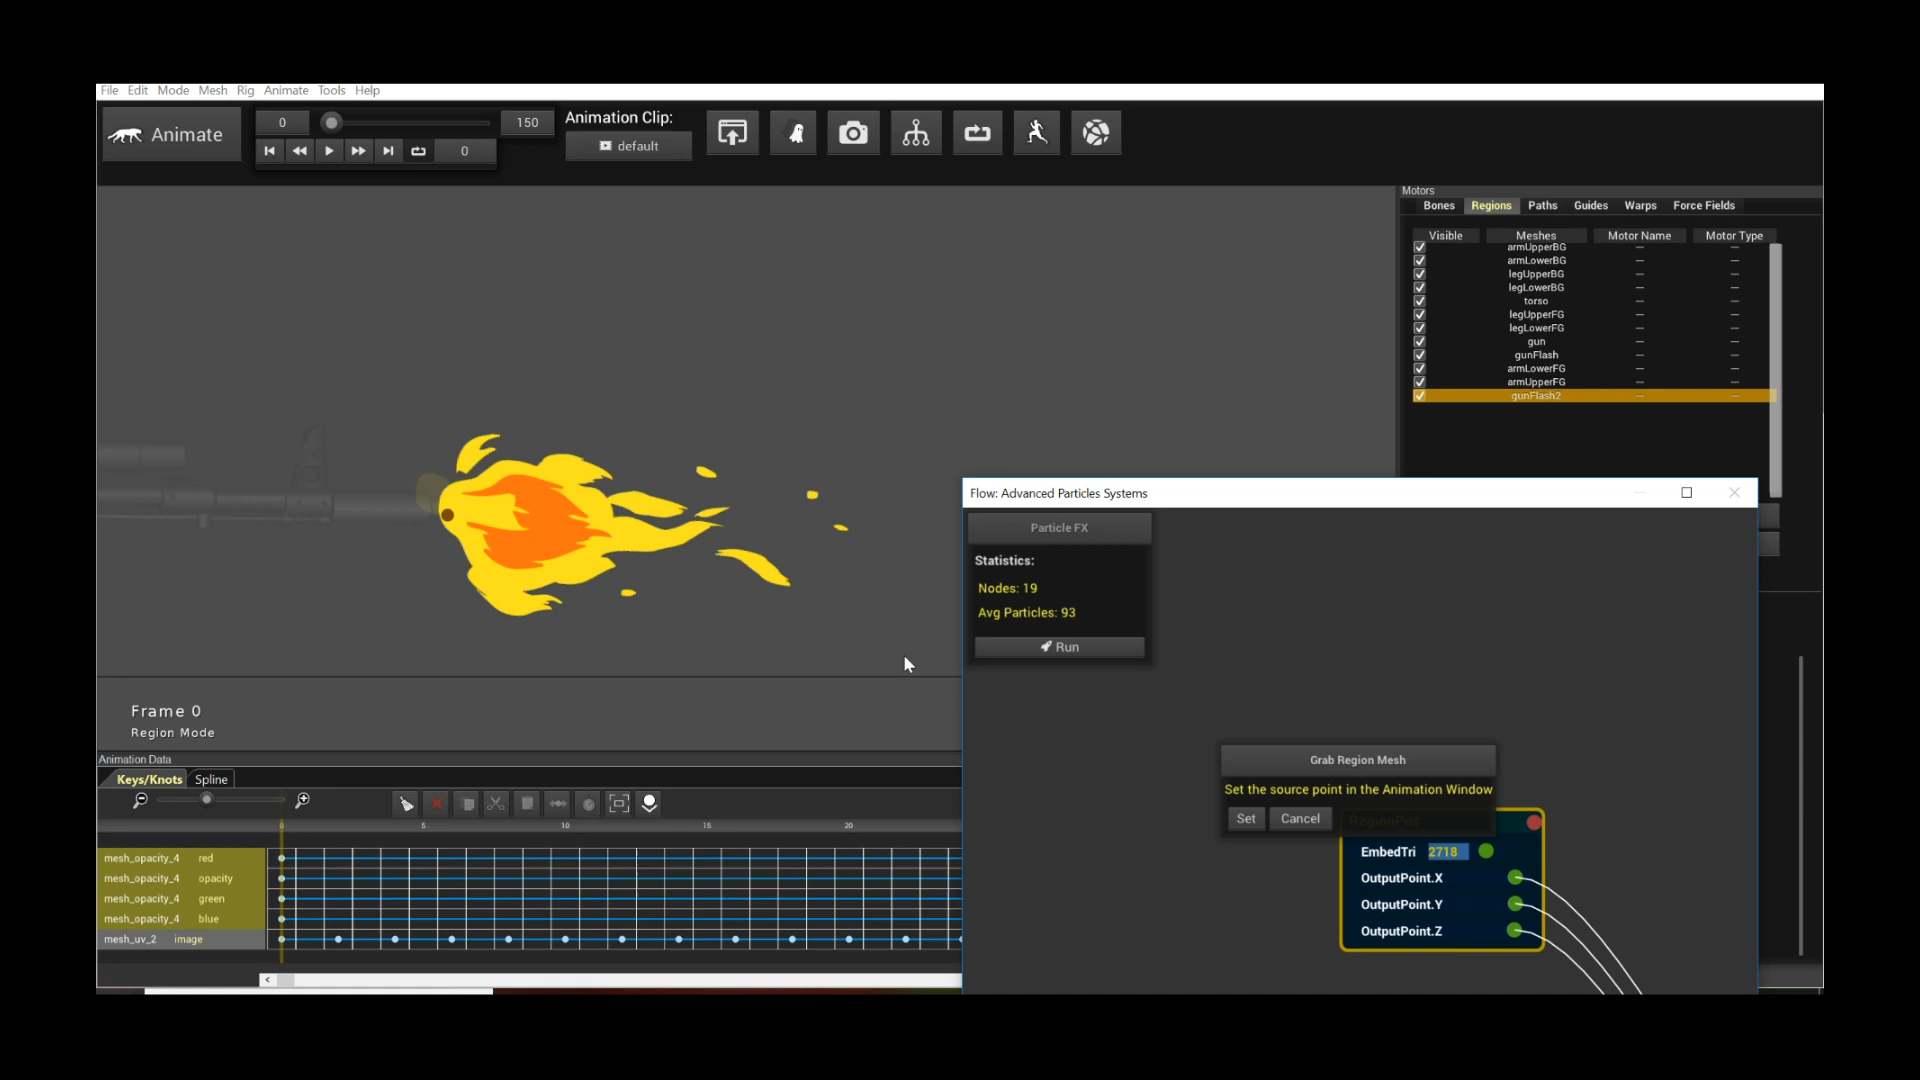 File Edit Mode Mesh Rig Animate Tools Help
Animate
0
150
0
Animation Clip:
default
Motors
Bones Regions Paths Guides Warps Force Fields
Visible Meshes Motor Name Motor Type
armUpperBG — —
armLowerBG — —
legUpperBG — —
legLowerBG — —
torso — —
legUpperFG — —
legLowerFG — —
gun — —
gunFlash — —
armLowerFG — —
armUpperFG — —
gunFlash2 — —
Flow: Advanced Particles Systems
Particle FX
Statistics:
Nodes: 19
Avg Particles: 93
Run
Grab Region Mesh
Set the source point in the Animation Window
Set Cancel
RegionPos
EmbedTri 2718
OutputPoint.X
OutputPoint.Y
OutputPoint.Z
Frame 0
Region Mode
Animation Data
Keys/Knots Spline
0 5 10 15 20
mesh_opacity_4 red
mesh_opacity_4 opacity
mesh_opacity_4 green
mesh_opacity_4 blue
mesh_uv_2 image